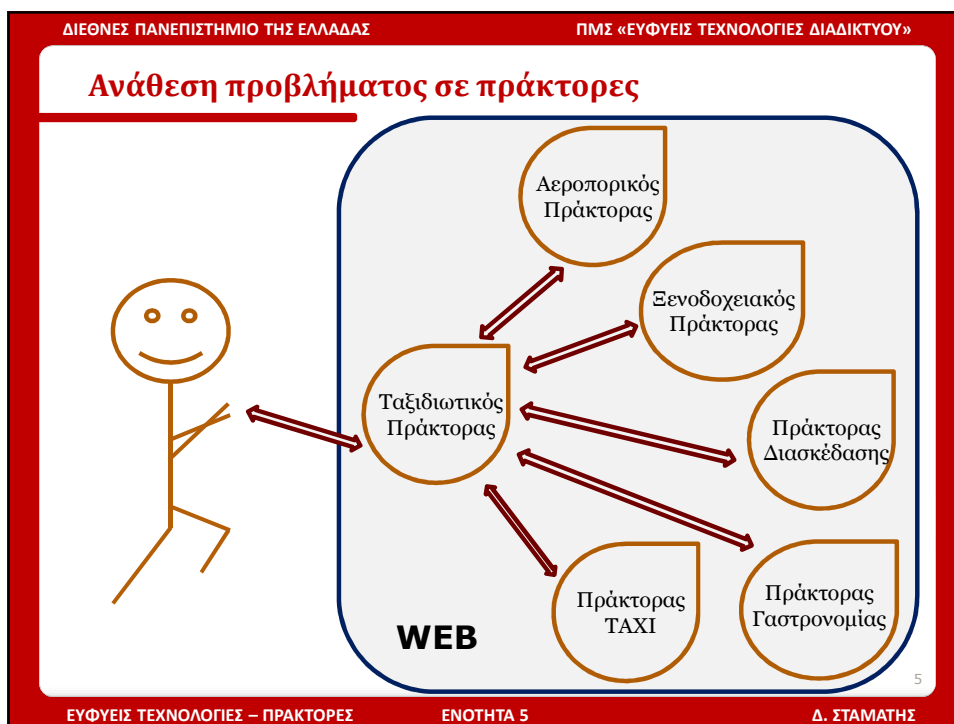 ΔΙΕΘΝΕΣ ΠΑΝΕΠΙΣΤΗΜΙΟ ΤΗΣ ΕΛΛΑΔΑΣ
ΠΜΣ «ΕΥΦΥΕΙΣ ΤΕΧΝΟΛΟΓΙΕΣ ΔΙΑΔΙΚΤΥΟΥ»
Ανάθεση προβλήματος σε πράκτορες
Αεροπορικός
Πράκτορας
Ξενοδοχειακός
Πράκτορας
Ταξιδιωτικός
Πράκτορας
Πράκτορας
Διασκέδασης
Πράκτορας
TAXI
Πράκτορας
Γαστρονομίας
WEB
5
ΕΥΦΥΕΙΣ ΤΕΧΝΟΛΟΓΙΕΣ – ΠΡΑΚΤΟΡΕΣ
ΕΝΟΤΗΤΑ 5
Δ. ΣΤΑΜΑΤΗΣ